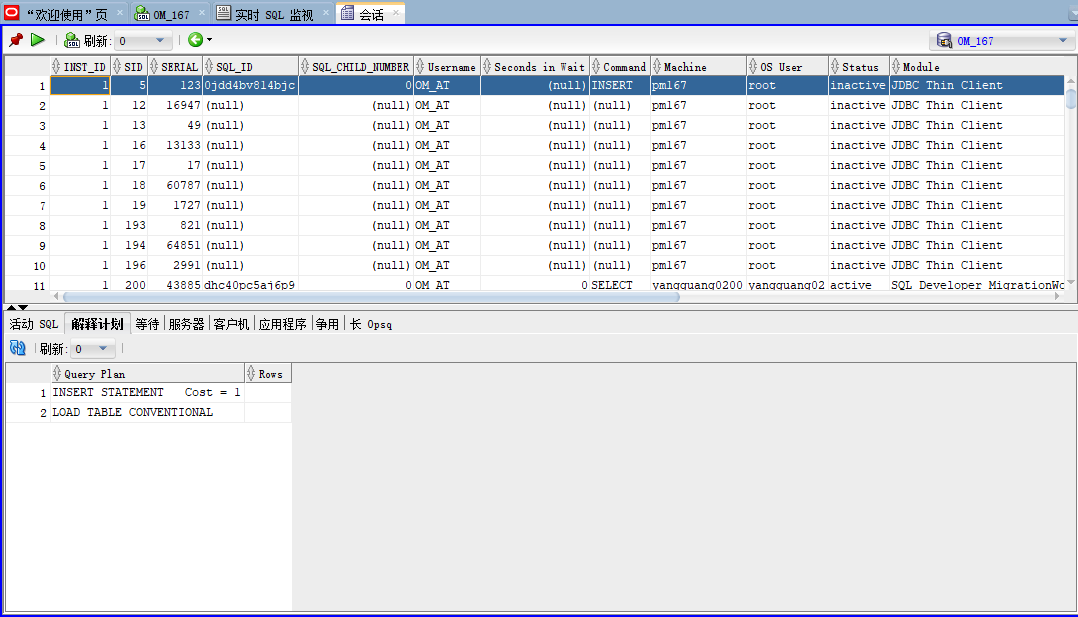 “欢迎使用”页 OM_167 实时 SQL 监视 会话
刷新: 0 OM_167
INST_ID SID SERIAL SQL_ID SQL_CHILD_NUMBER Username Seconds in Wait Command Machine OS User Status Module
1 1 5 123 0jdd4bv8l4bjc 0 OM_AT (null) INSERT pm167 root inactive JDBC Thin Client
2 1 12 16947 (null) (null) OM_AT (null) (null) pm167 root inactive JDBC Thin Client
3 1 13 49 (null) (null) OM_AT (null) (null) pm167 root inactive JDBC Thin Client
4 1 16 13133 (null) (null) OM_AT (null) (null) pm167 root inactive JDBC Thin Client
5 1 17 17 (null) (null) OM_AT (null) (null) pm167 root inactive JDBC Thin Client
6 1 18 60787 (null) (null) OM_AT (null) (null) pm167 root inactive JDBC Thin Client
7 1 19 1727 (null) (null) OM_AT (null) (null) pm167 root inactive JDBC Thin Client
8 1 193 821 (null) (null) OM_AT (null) (null) pm167 root inactive JDBC Thin Client
9 1 194 64851 (null) (null) OM_AT (null) (null) pm167 root inactive JDBC Thin Client
10 1 196 2991 (null) (null) OM_AT (null) (null) pm167 root inactive JDBC Thin Client
11 1 200 43885 dhc40pc5aj6p9 0 OM_AT 0 SELECT yangguang0200 yangguang02 active SQL Developer MigrationWo
活动 SQL 解释计划 等待 服务器 客户机 应用程序 争用 长 Opsq
刷新: 0
Query Plan Rows
1 INSERT STATEMENT Cost = 1
2 LOAD TABLE CONVENTIONAL